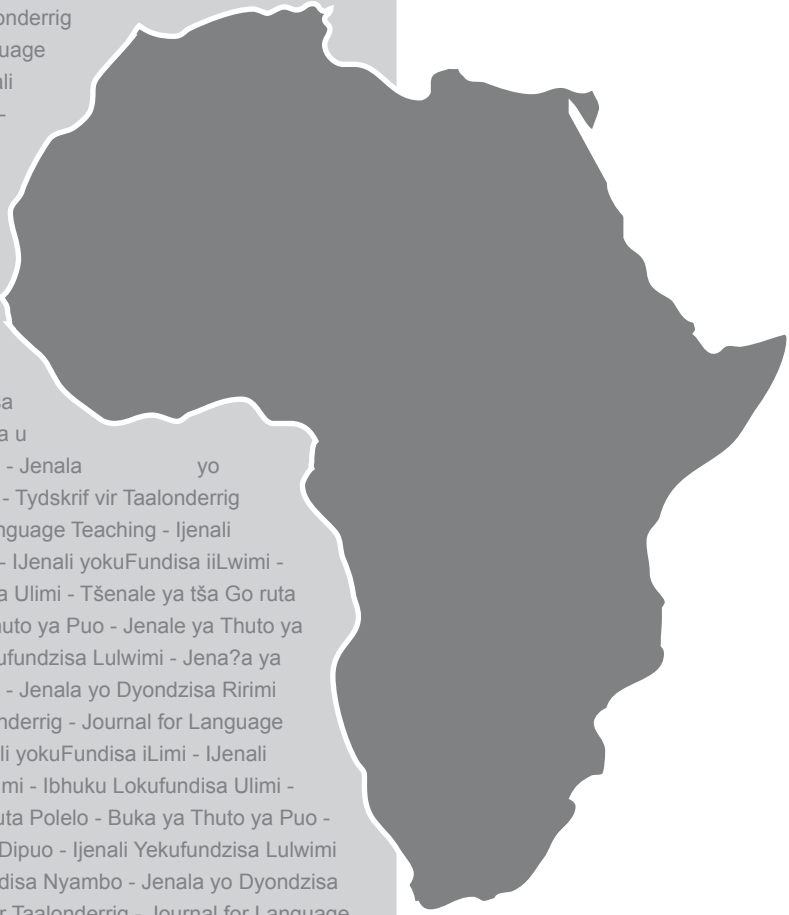 onderrig
uage
ali
-
sa
a u
- Jenala yo
- Tydskrif vir Taalonderrig
nguage Teaching - Ijenali
- IJenali yokuFundisa iiLwimi -
a Ulimi - Tšenale ya tša Go ruta
huto ya Puo - Jenale ya Thuto ya
ufundzisa Lulwimi - Jena?a ya
- Jenala yo Dyondzisa Ririmi
nderrig - Journal for Language
li yokuFundisa iLimi - IJenali
mi - Ibhuku Lokufundisa Ulimi -
uta Polelo - Buka ya Thuto ya Puo -
Dipuo - Ijenali Yekufundzisa Lulwimi
disa Nyambo - Jenala yo Dyondzisa
r Taalonderrig - Journal for Language